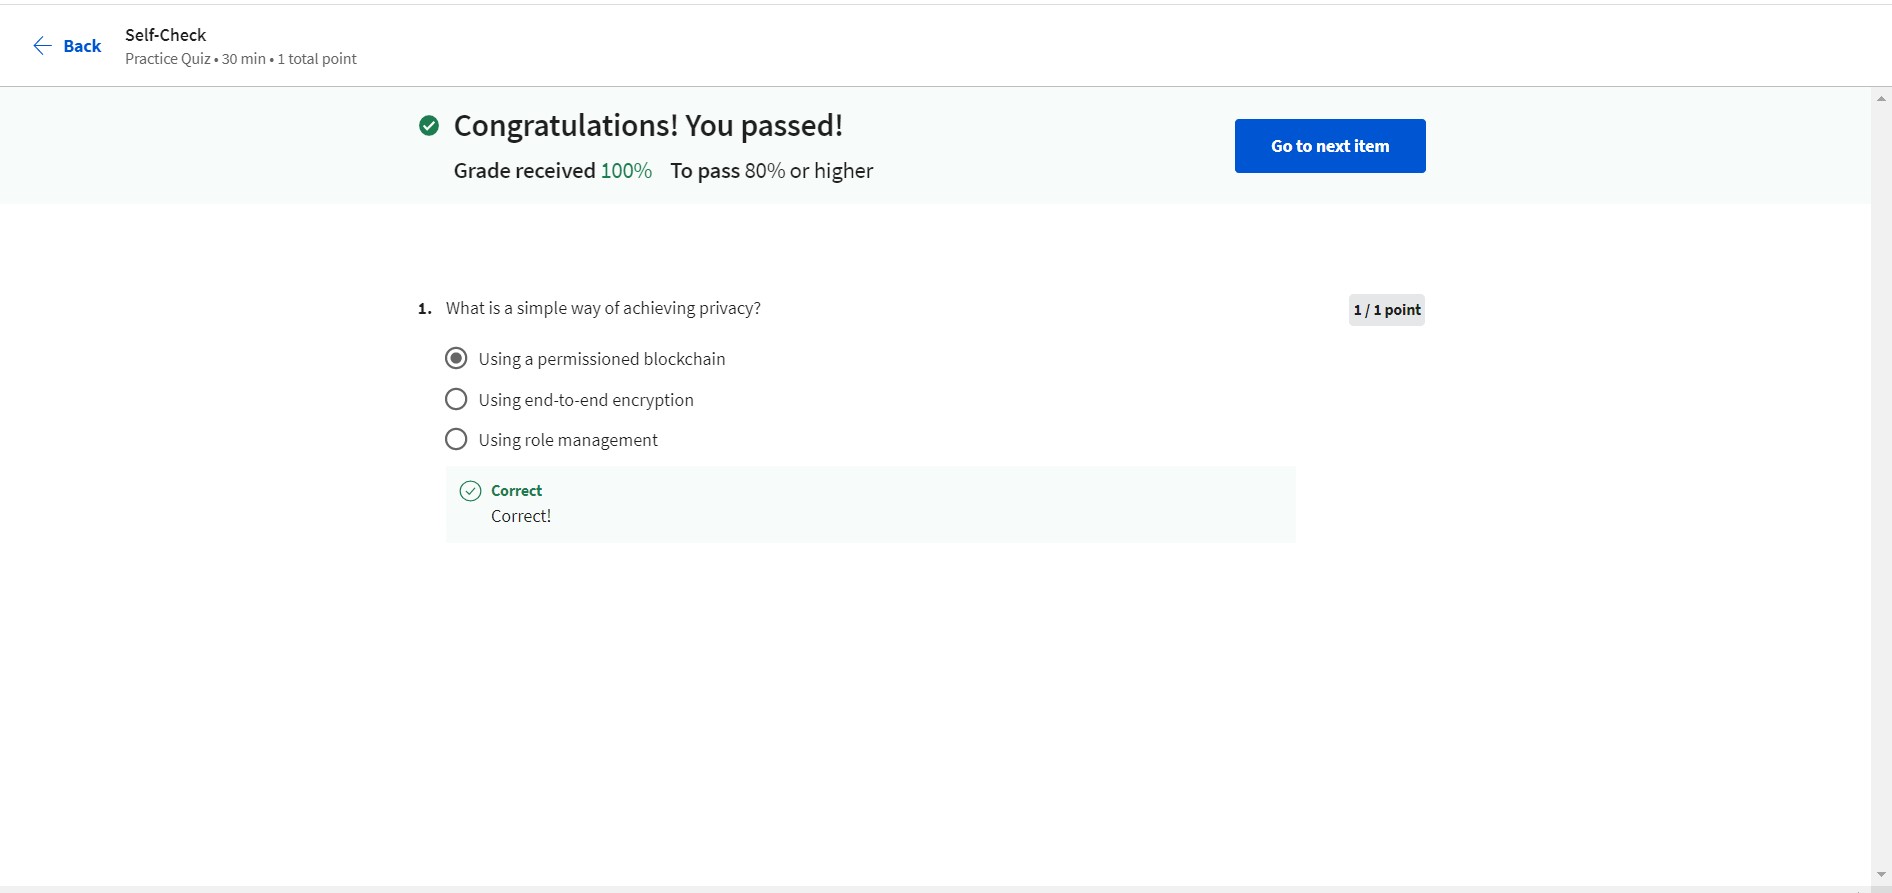 Back
Self-Check
Practice Quiz • 30 min • 1 total point
Congratulations! You passed!
Grade received 100% To pass 80% or higher
Go to next item
1. What is a simple way of achieving privacy?
1 / 1 point
Using a permissioned blockchain
Using end-to-end encryption
Using role management
Correct
Correct!